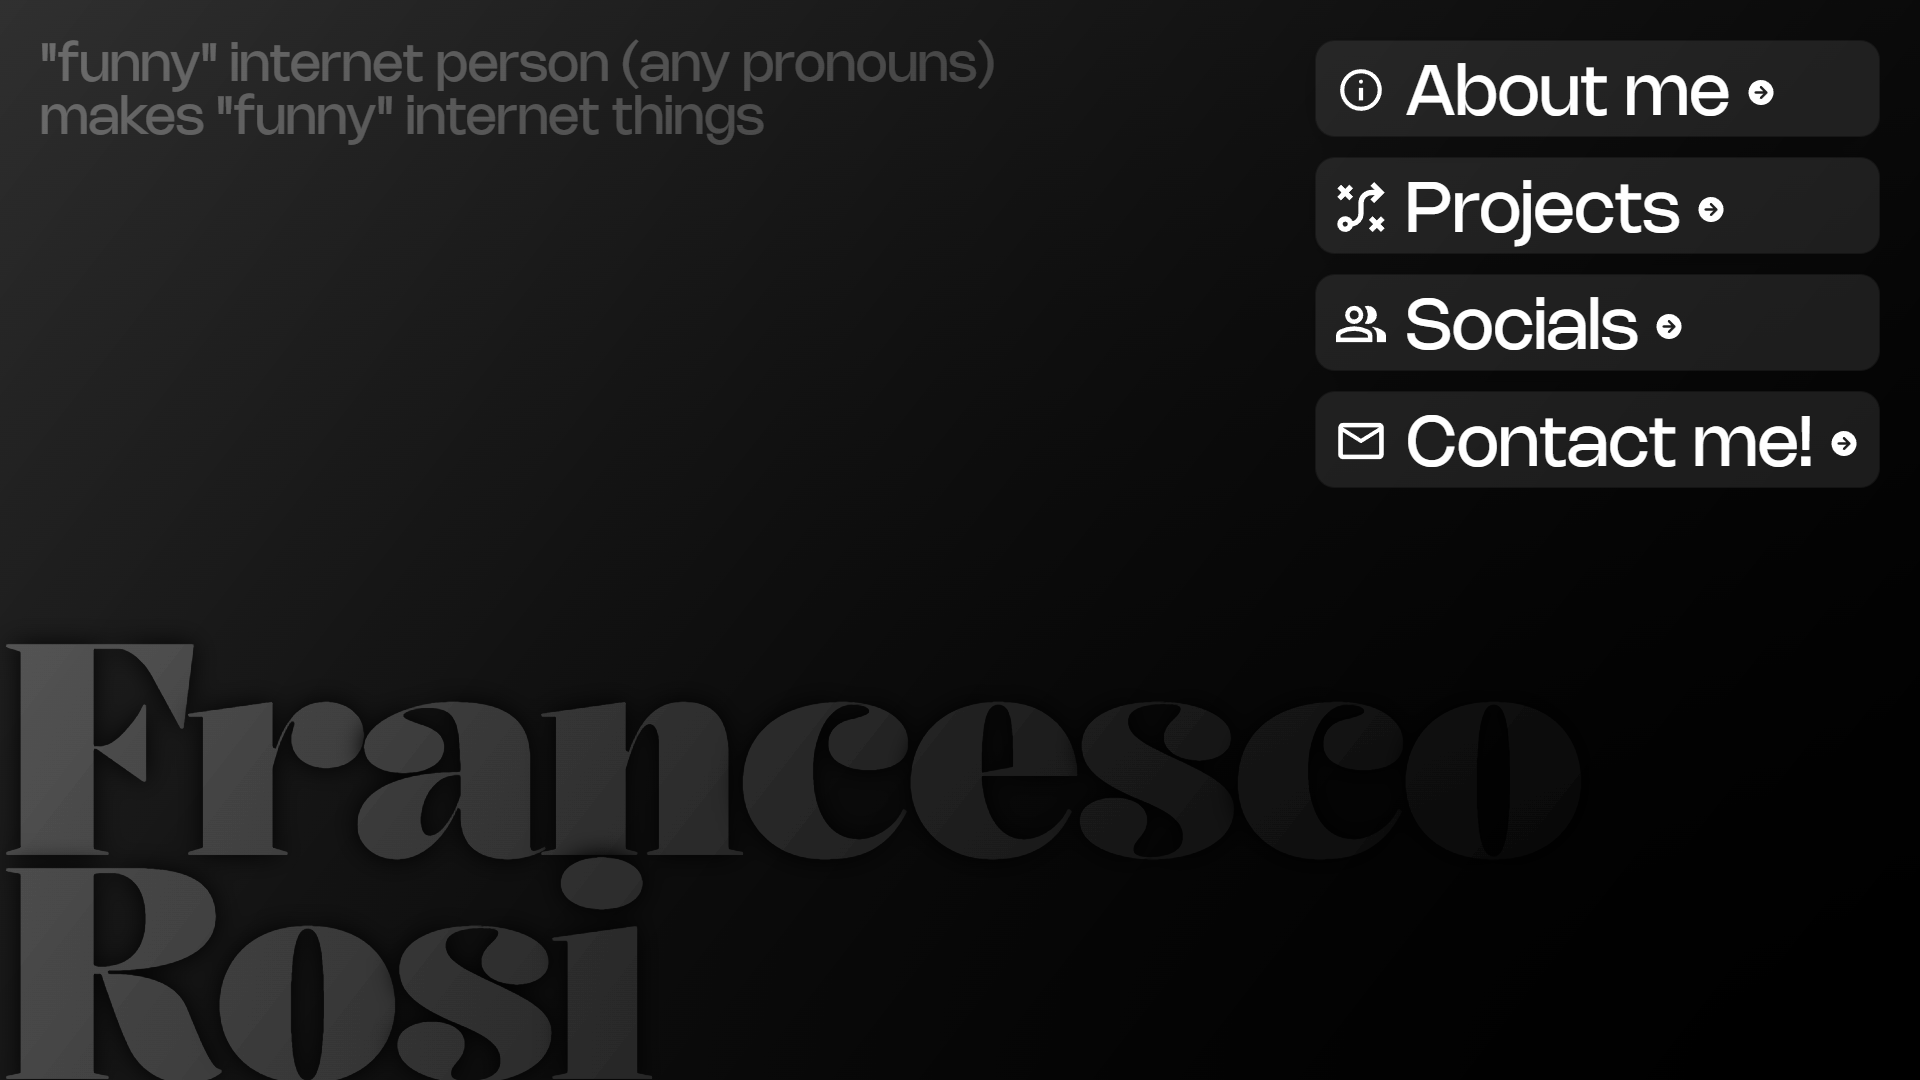 "funny" internet person (any pronouns)
makes "funny" internet things
About me
Projects
Socials
Contact me!
Francesco
Rosi